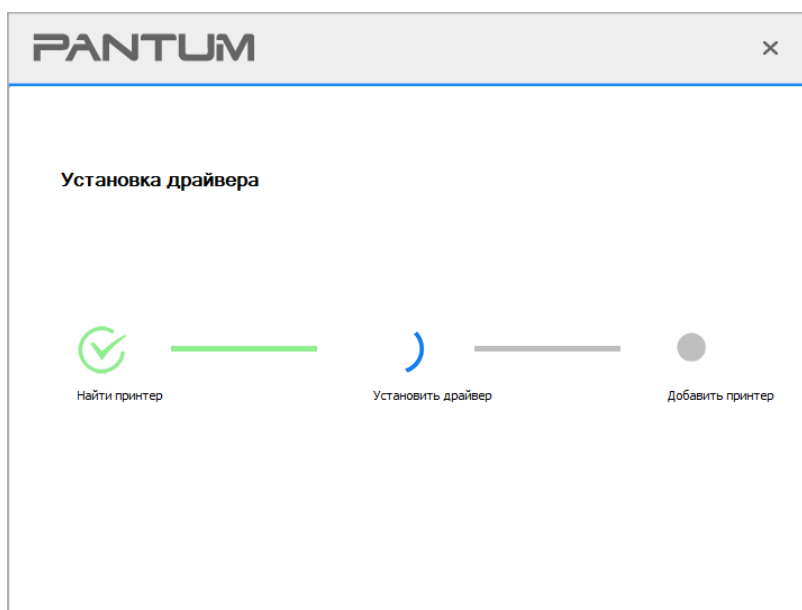 PANTUM
Установка драйвера
Найти принтер
Установить драйвер
Добавить принтер